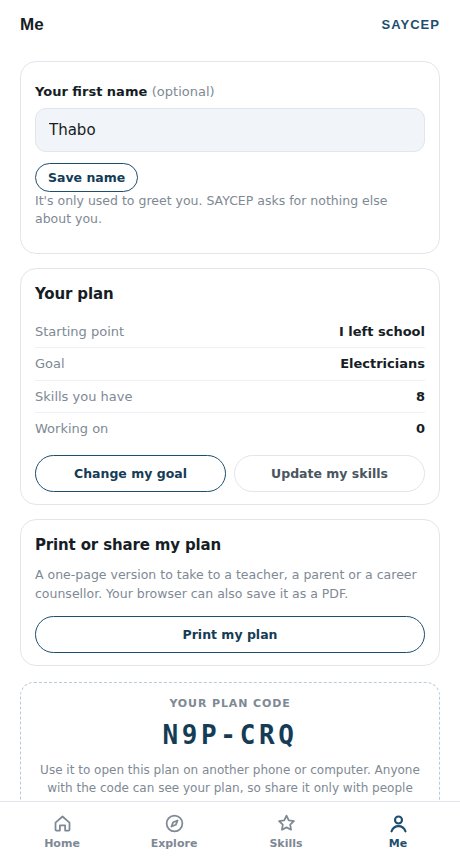 Me
SAYCEP
Your first name (optional)
Thabo
Save name
It's only used to greet you. SAYCEP asks for nothing else
about you.
Your plan
Starting point
I left school
Goal
Electricians
Skills you have
8
Working on
0
Change my goal
Update my skills
Print or share my plan
A one-page version to take to a teacher, a parent or a career
counsellor. Your browser can also save it as a PDF.
Print my plan
YOUR PLAN CODE
N9P-CRQ
Use it to open this plan on another phone or computer. Anyone
with the code can see your plan, so share it only with people
Home
Explore
Skills
Me